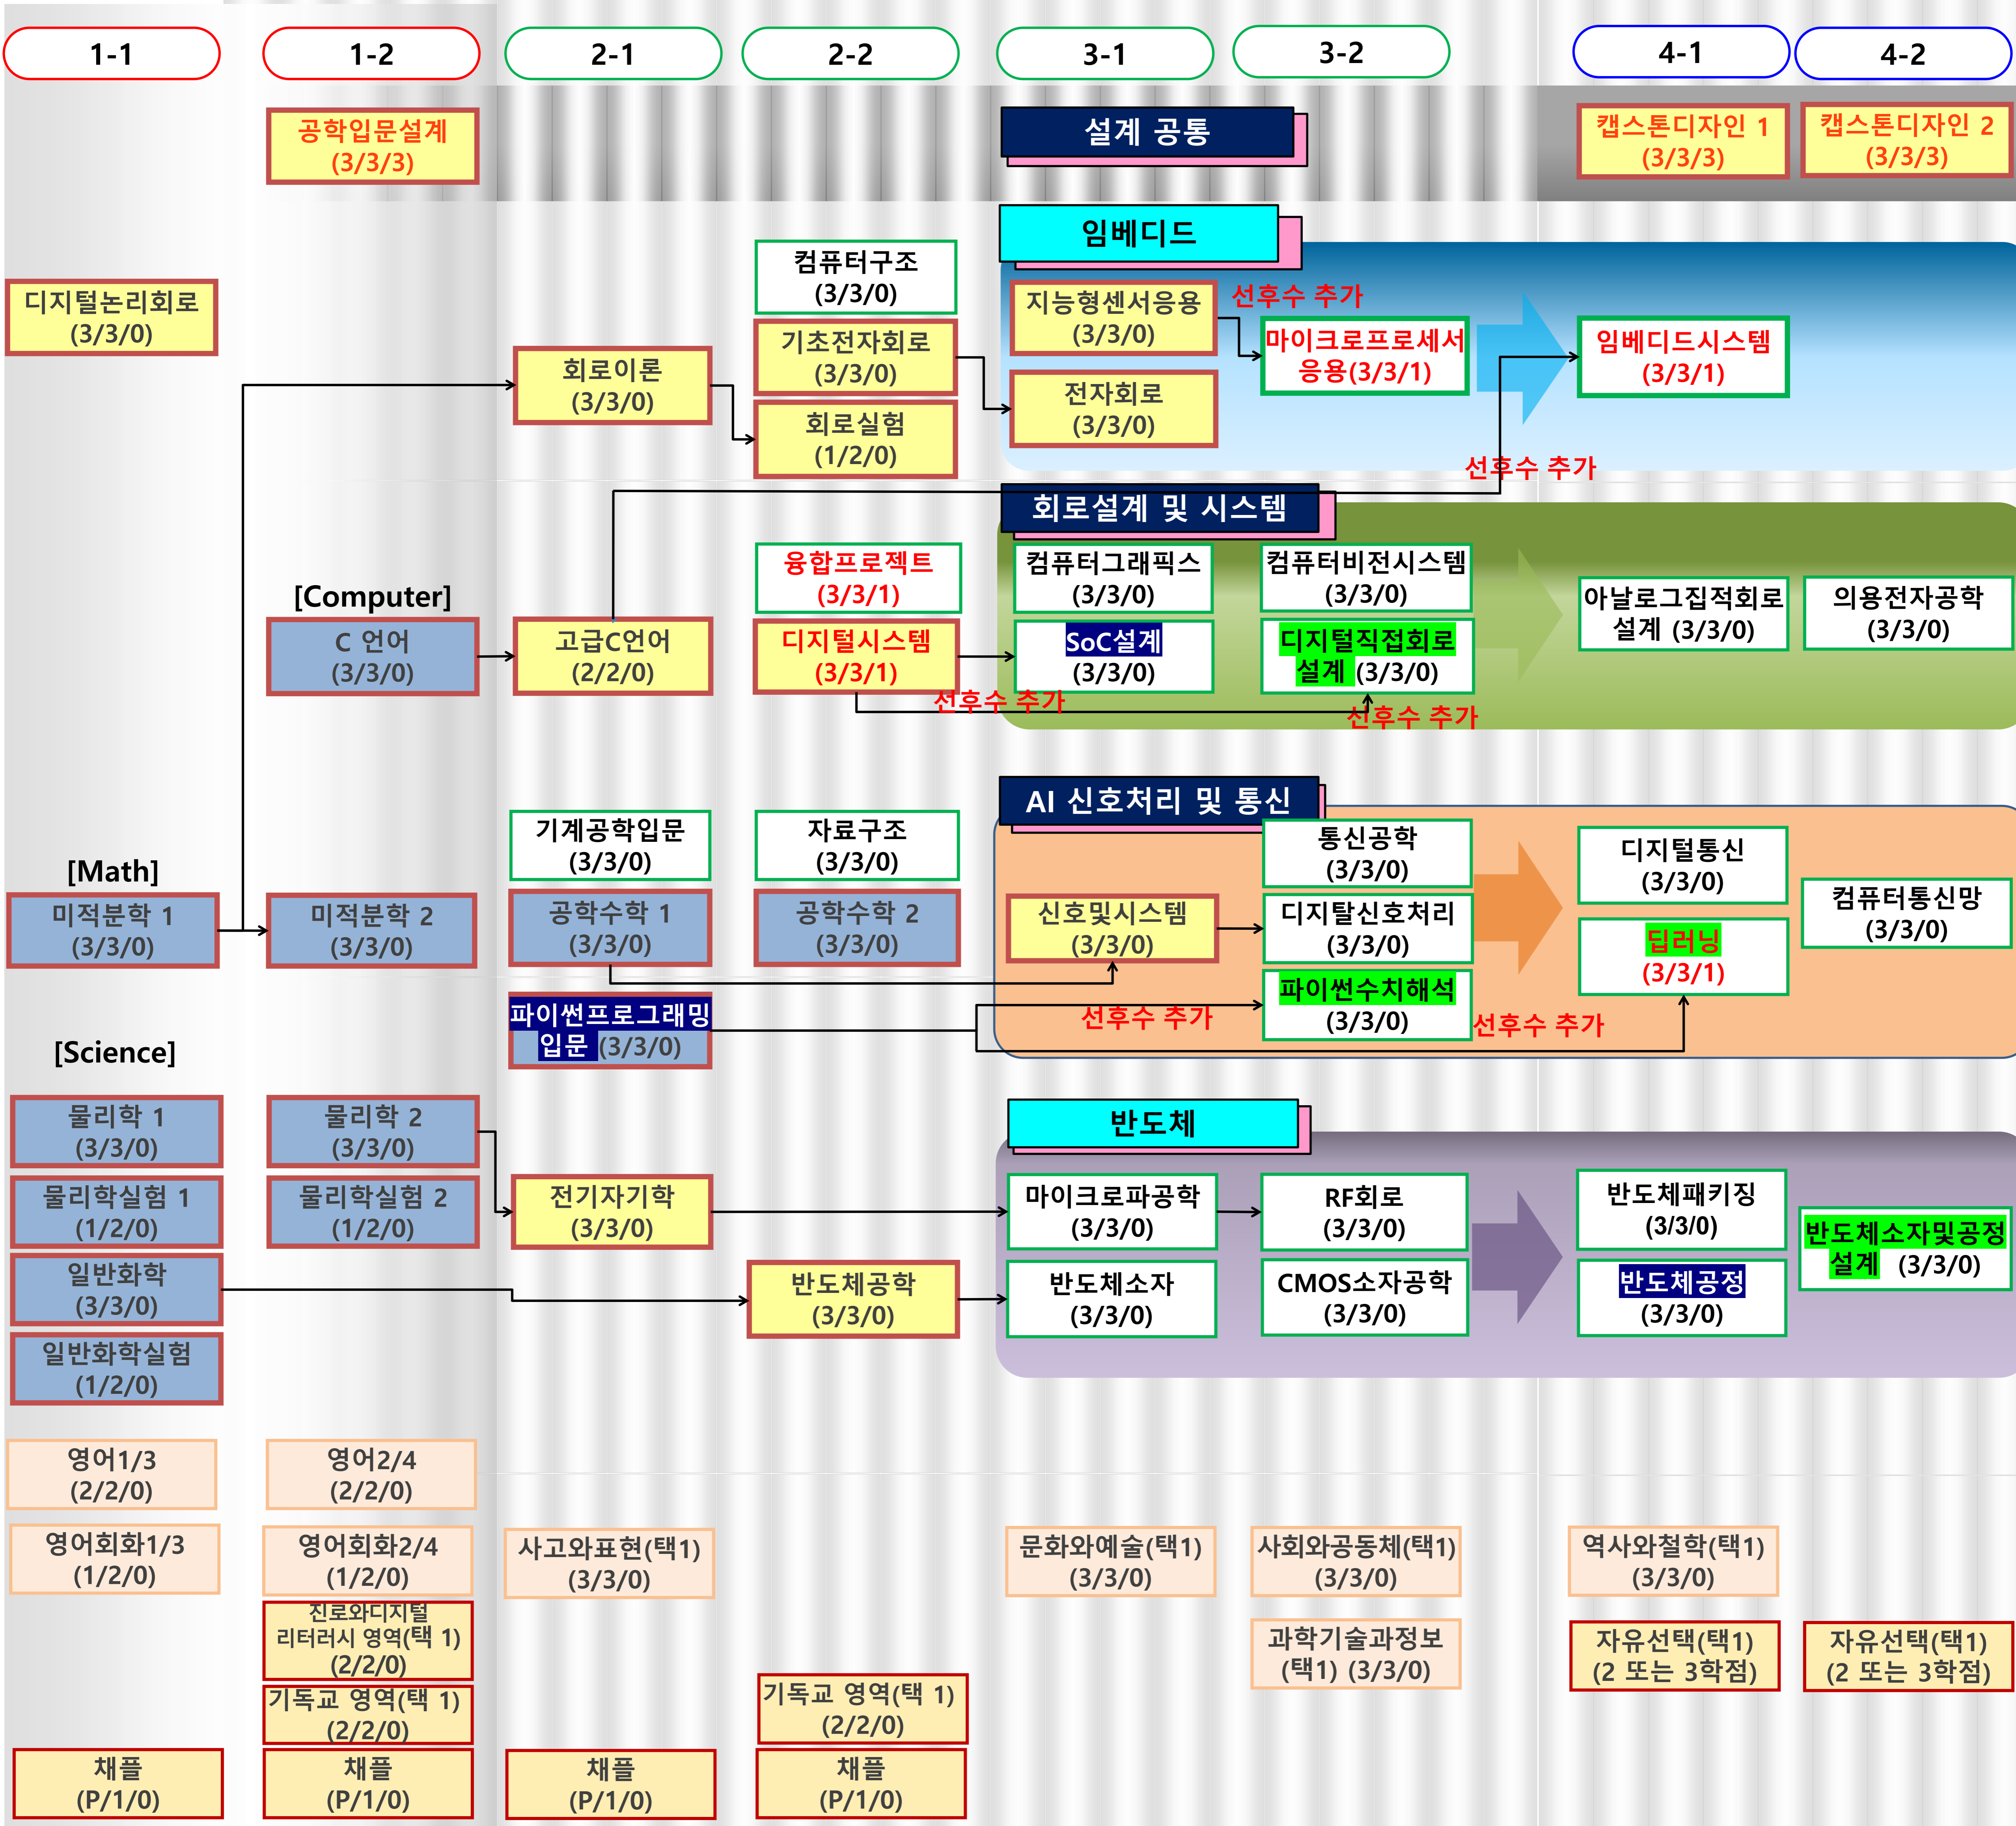 1-1
1-2
2-1
2-2
3-1
3-2
4-1
4-2
공학입문설계
(3/3/3)
설계 공통
캡스톤디자인 1
(3/3/3)
캡스톤디자인 2
(3/3/3)
임베디드
디지털논리회로
(3/3/0)
회로이론
(3/3/0)
컴퓨터구조
(3/3/0)
기초전자회로
(3/3/0)
회로실험
(1/2/0)
지능형센서응용
(3/3/0)
전자회로
(3/3/0)
선후수 추가
마이크로프로세서
응용(3/3/1)
임베디드시스템
(3/3/1)
선후수 추가
회로설계 및 시스템
[Computer]
C 언어
(3/3/0)
고급C언어
(2/2/0)
융합프로젝트
(3/3/1)
디지털시스템
(3/3/1)
컴퓨터그래픽스
(3/3/0)
SoC설계
(3/3/0)
컴퓨터비전시스템
(3/3/0)
디지털직접회로
설계 (3/3/0)
아날로그집적회로
설계 (3/3/0)
의용전자공학
(3/3/0)
선후수 추가
선후수 추가
AI 신호처리 및 통신
[Math]
미적분학 1
(3/3/0)
미적분학 2
(3/3/0)
기계공학입문
(3/3/0)
공학수학 1
(3/3/0)
파이썬프로그래밍
입문 (3/3/0)
자료구조
(3/3/0)
공학수학 2
(3/3/0)
신호및시스템
(3/3/0)
통신공학
(3/3/0)
디지탈신호처리
(3/3/0)
파이썬수치해석
(3/3/0)
디지털통신
(3/3/0)
딥러닝
(3/3/1)
컴퓨터통신망
(3/3/0)
선후수 추가
선후수 추가
[Science]
반도체
물리학 1
(3/3/0)
물리학실험 1
(1/2/0)
일반화학
(3/3/0)
일반화학실험
(1/2/0)
물리학 2
(3/3/0)
물리학실험 2
(1/2/0)
전기자기학
(3/3/0)
반도체공학
(3/3/0)
마이크로파공학
(3/3/0)
반도체소자
(3/3/0)
RF회로
(3/3/0)
CMOS소자공학
(3/3/0)
반도체패키징
(3/3/0)
반도체공정
(3/3/0)
반도체소자및공정
설계 (3/3/0)
영어1/3
(2/2/0)
영어2/4
(2/2/0)
영어회화1/3
(1/2/0)
영어회화2/4
(1/2/0)
사고와표현(택1)
(3/3/0)
문화와예술(택1)
(3/3/0)
사회와공동체(택1)
(3/3/0)
역사와철학(택1)
(3/3/0)
진로와디지털
리터러시 영역(택 1)
(2/2/0)
과학기술과정보
(택1) (3/3/0)
자유선택(택1)
(2 또는 3학점)
자유선택(택1)
(2 또는 3학점)
기독교 영역(택 1)
(2/2/0)
기독교 영역(택 1)
(2/2/0)
채플
(P/1/0)
채플
(P/1/0)
채플
(P/1/0)
채플
(P/1/0)